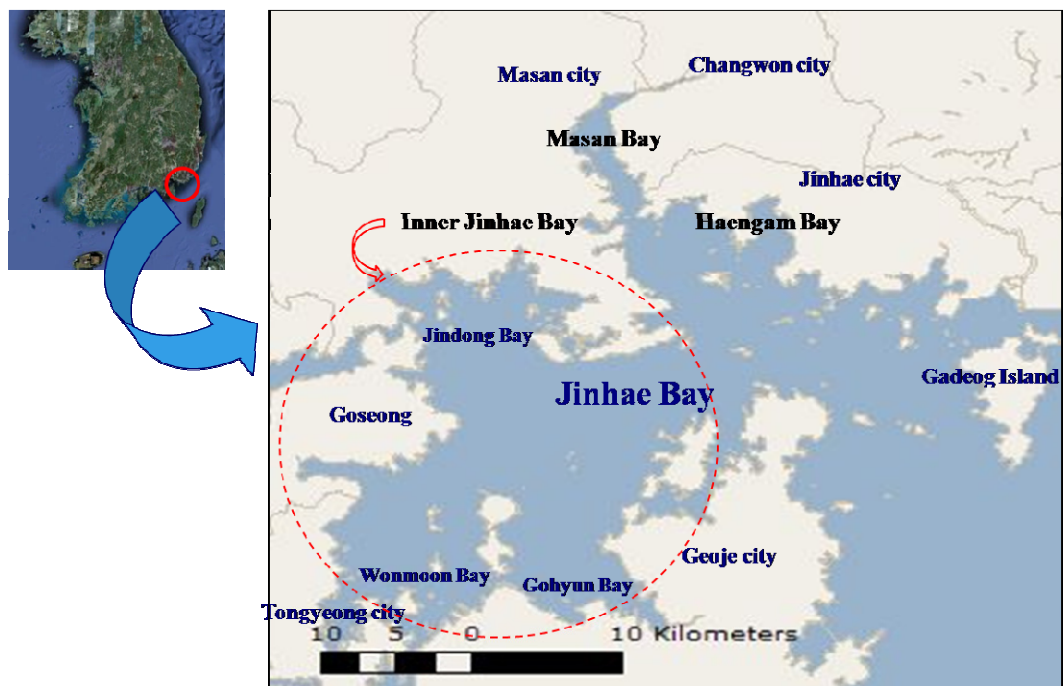 Changwon city
Masan city
Masan Bay
Jinhae city
Inner Jinhae Bay
Haengam Bay
Jindong Bay
Gadeog Island
Jinhae Bay
Goseong
Geoje city
Wonmoon Bay
Gohyun Bay
Tongyeong city
10 5 0 10 Kilometers